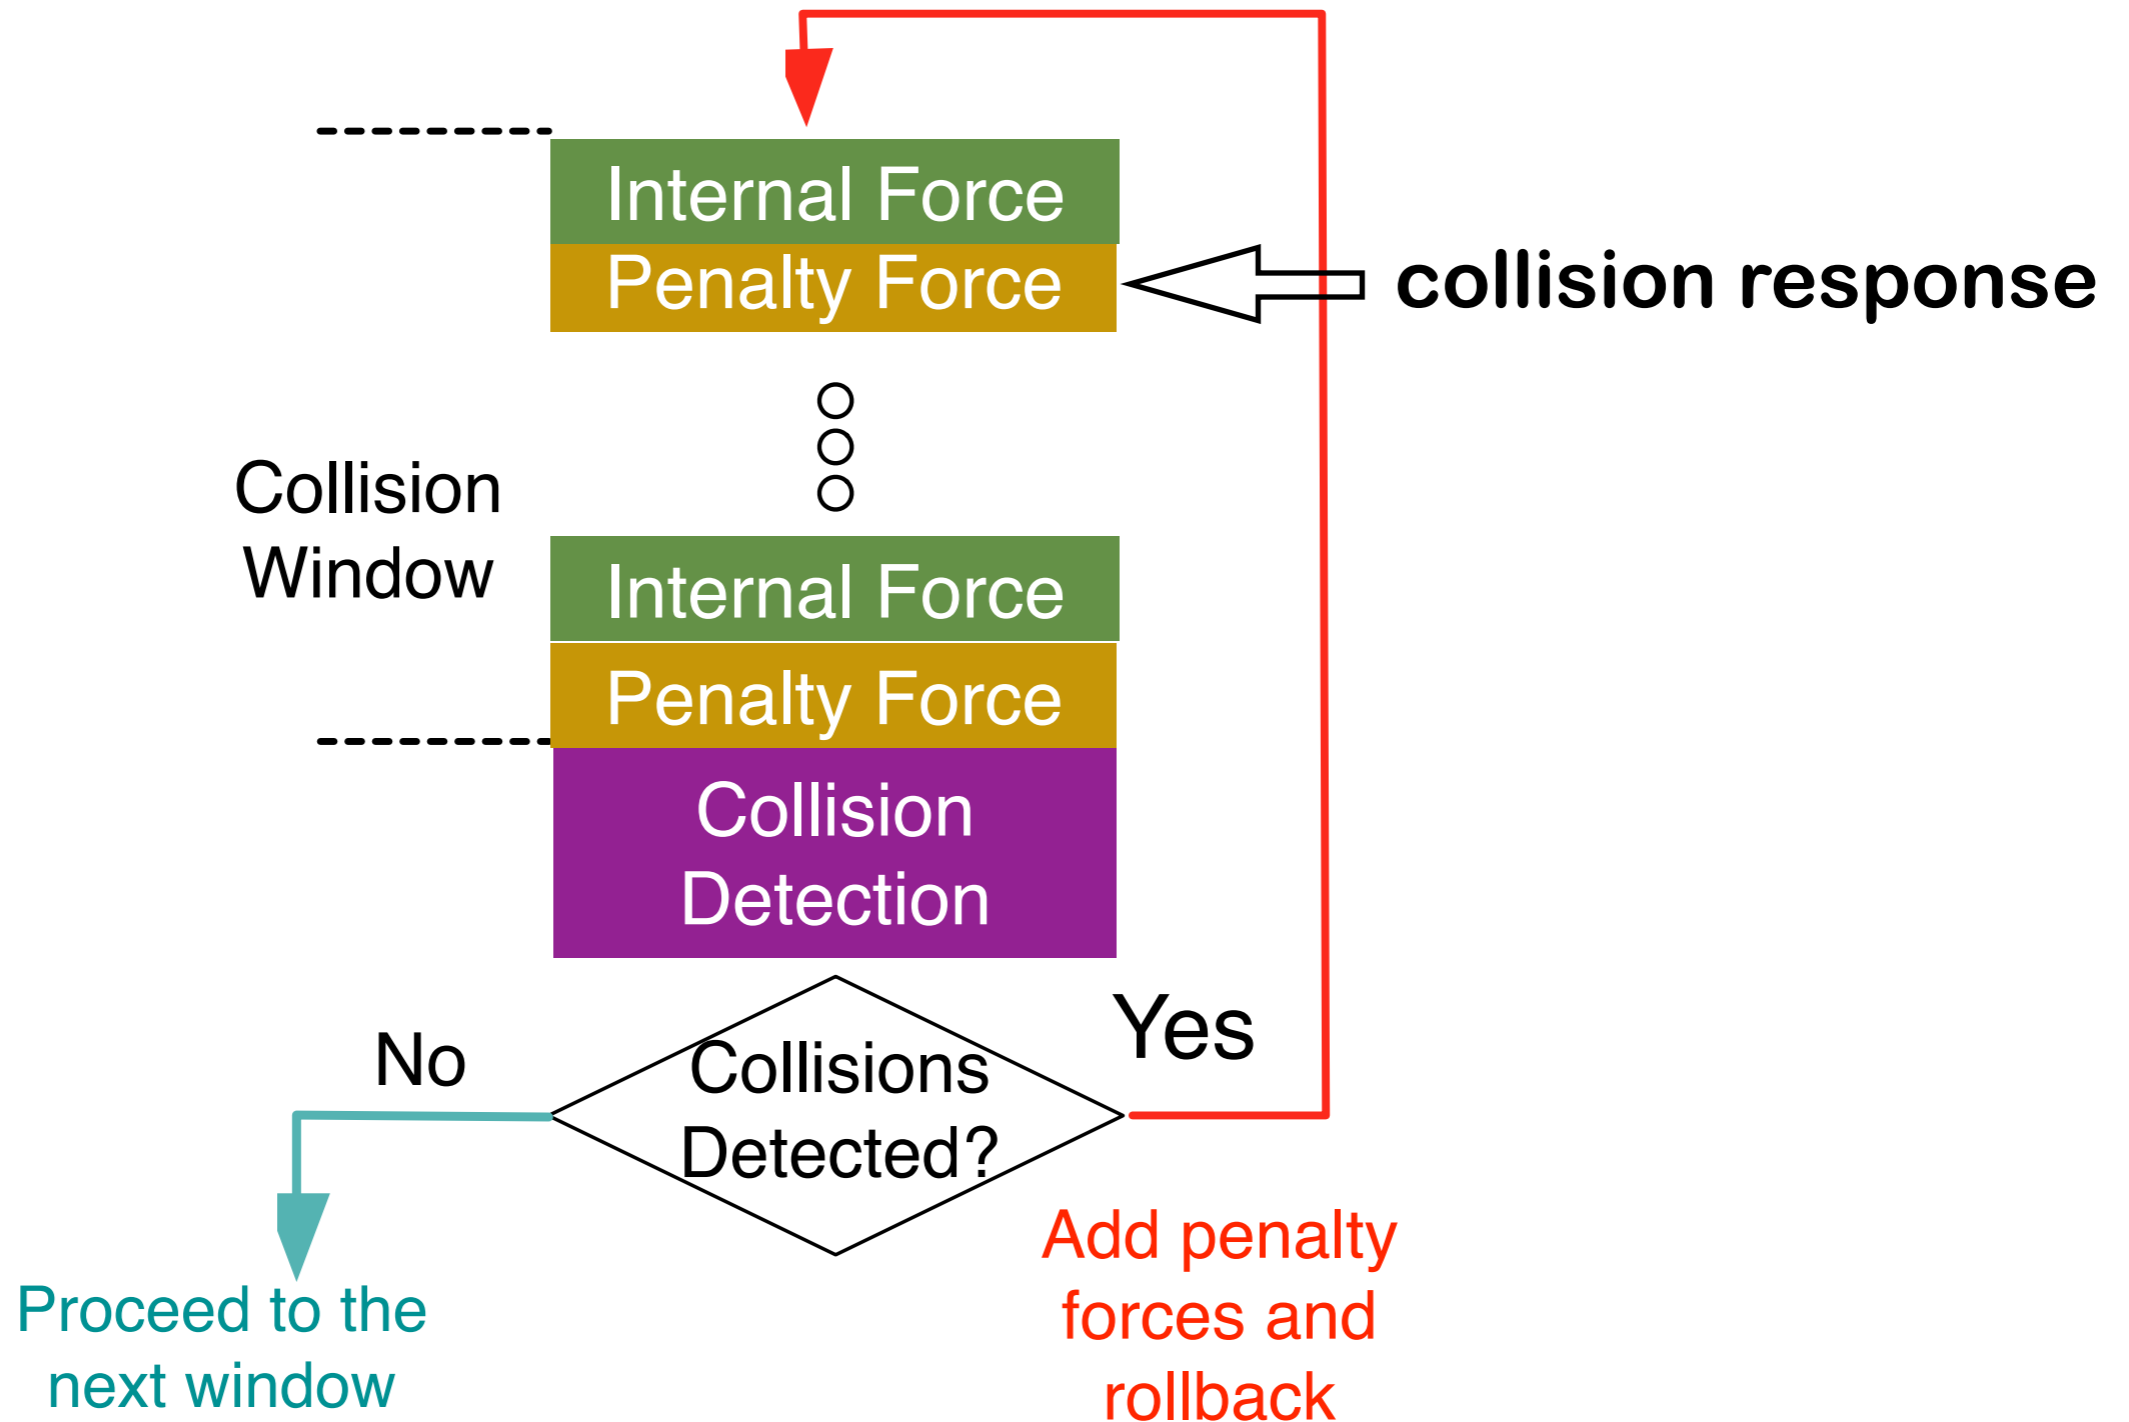 Internal Force
Penalty Force
collision response
Collision
Window
Internal Force
Penalty Force
Collision
Detection
No
Collisions
Detected?
Yes
Proceed to the
next window
Add penalty
forces and
rollback